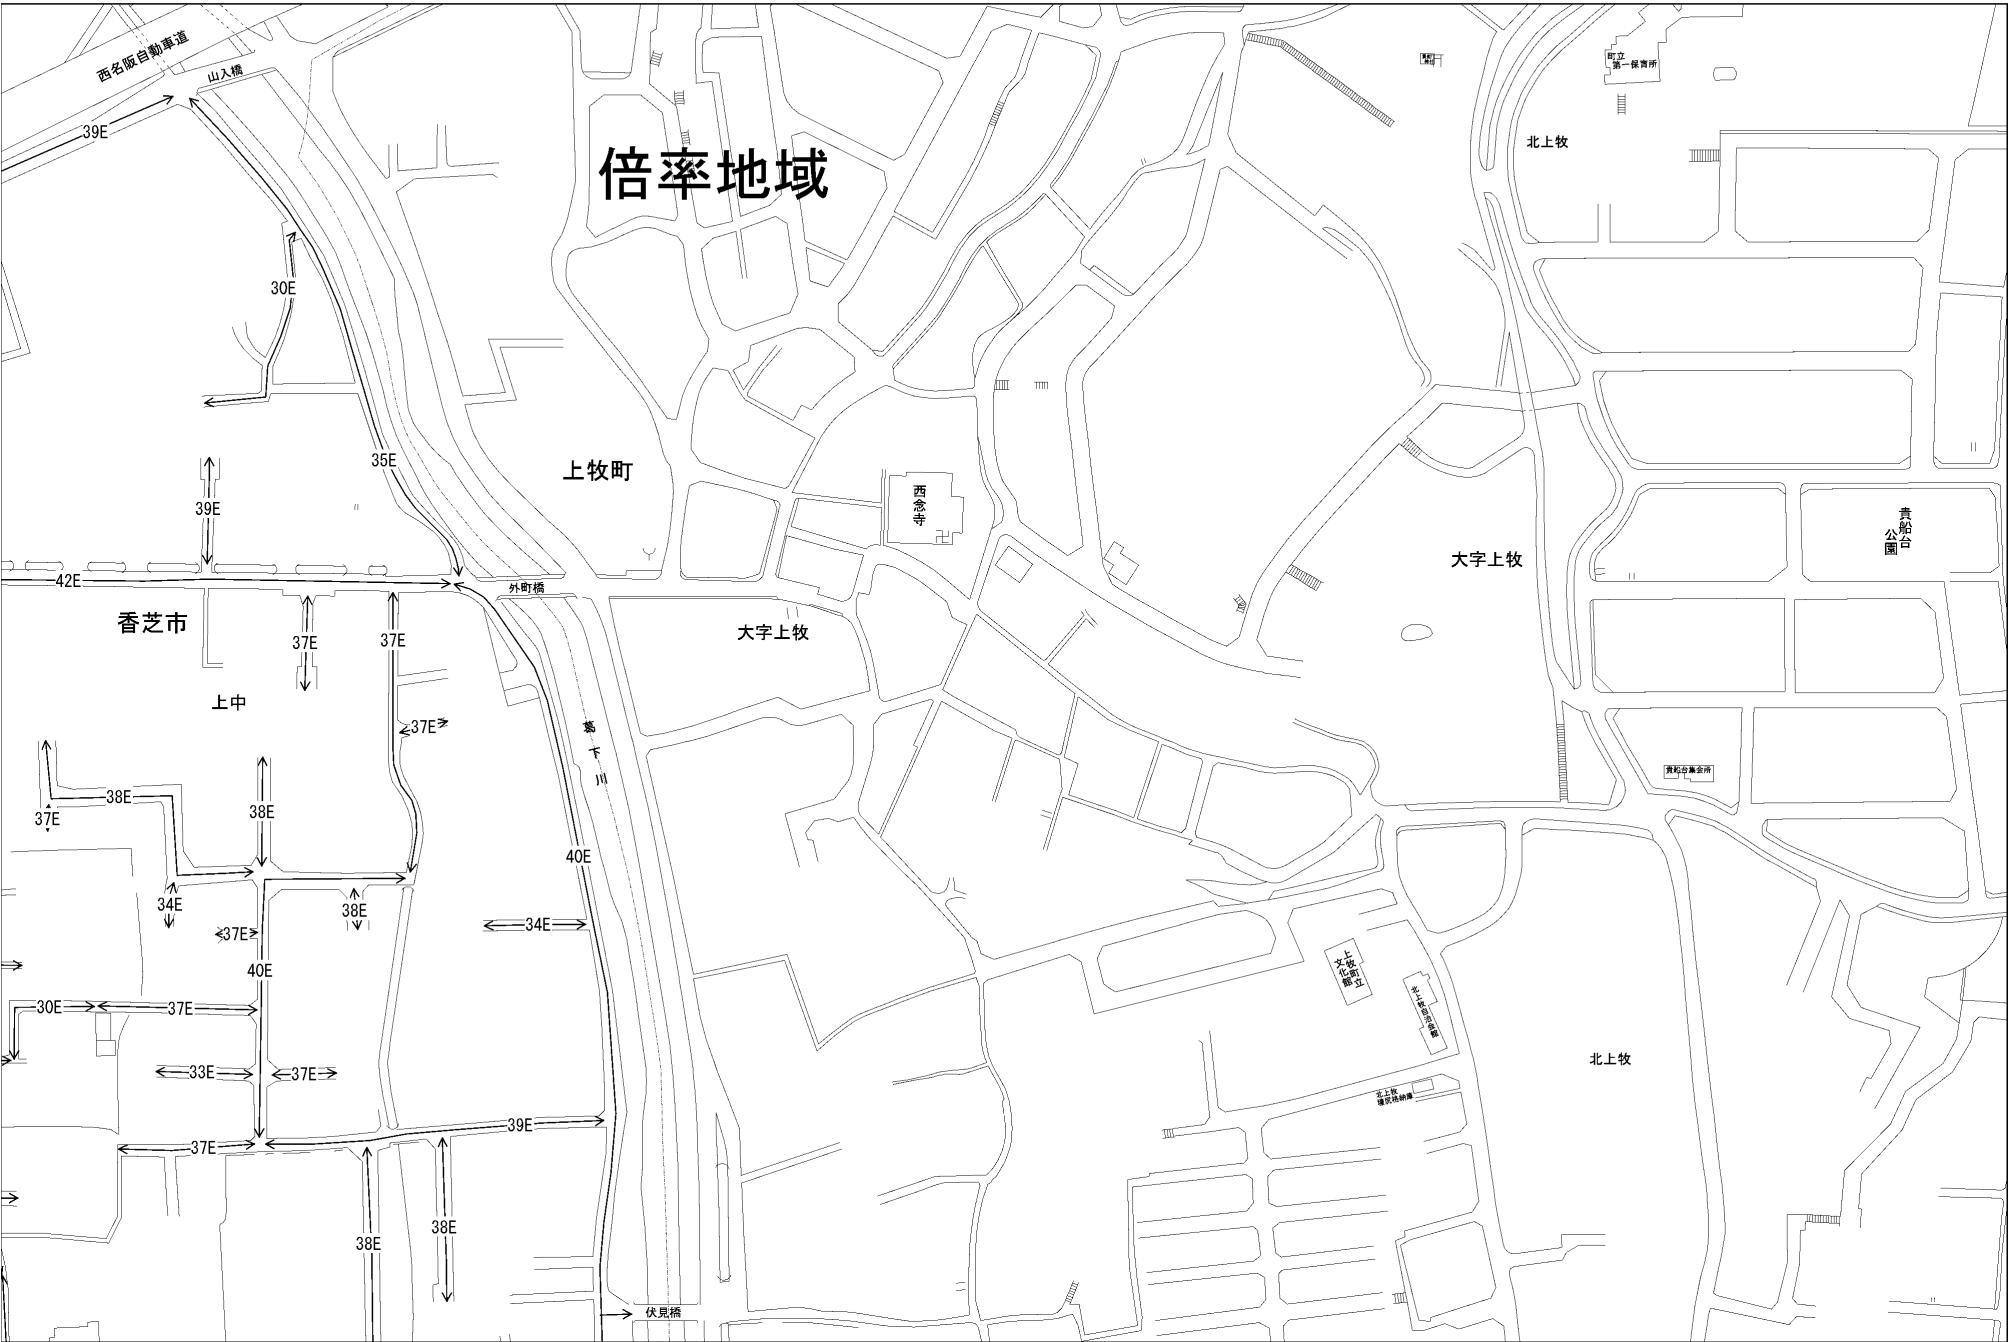 西名阪自動車道
山入橋
町立
第一保育所
39E
北上牧
倍率地域
30E
35E
上牧町
西念寺
39E
貴船台
公園
大字上牧
42E
外町橋
香芝市
37E
37E
大字上牧
上中
葛下川
37E
貴船台集会所
38E
38E
37E
40E
34E
38E
34E
37E
上牧町立
文化館
40E
北上牧自治会館
30E
37E
北上牧
33E
37E
北上牧
39E
37E
38E
38E
伏見橋